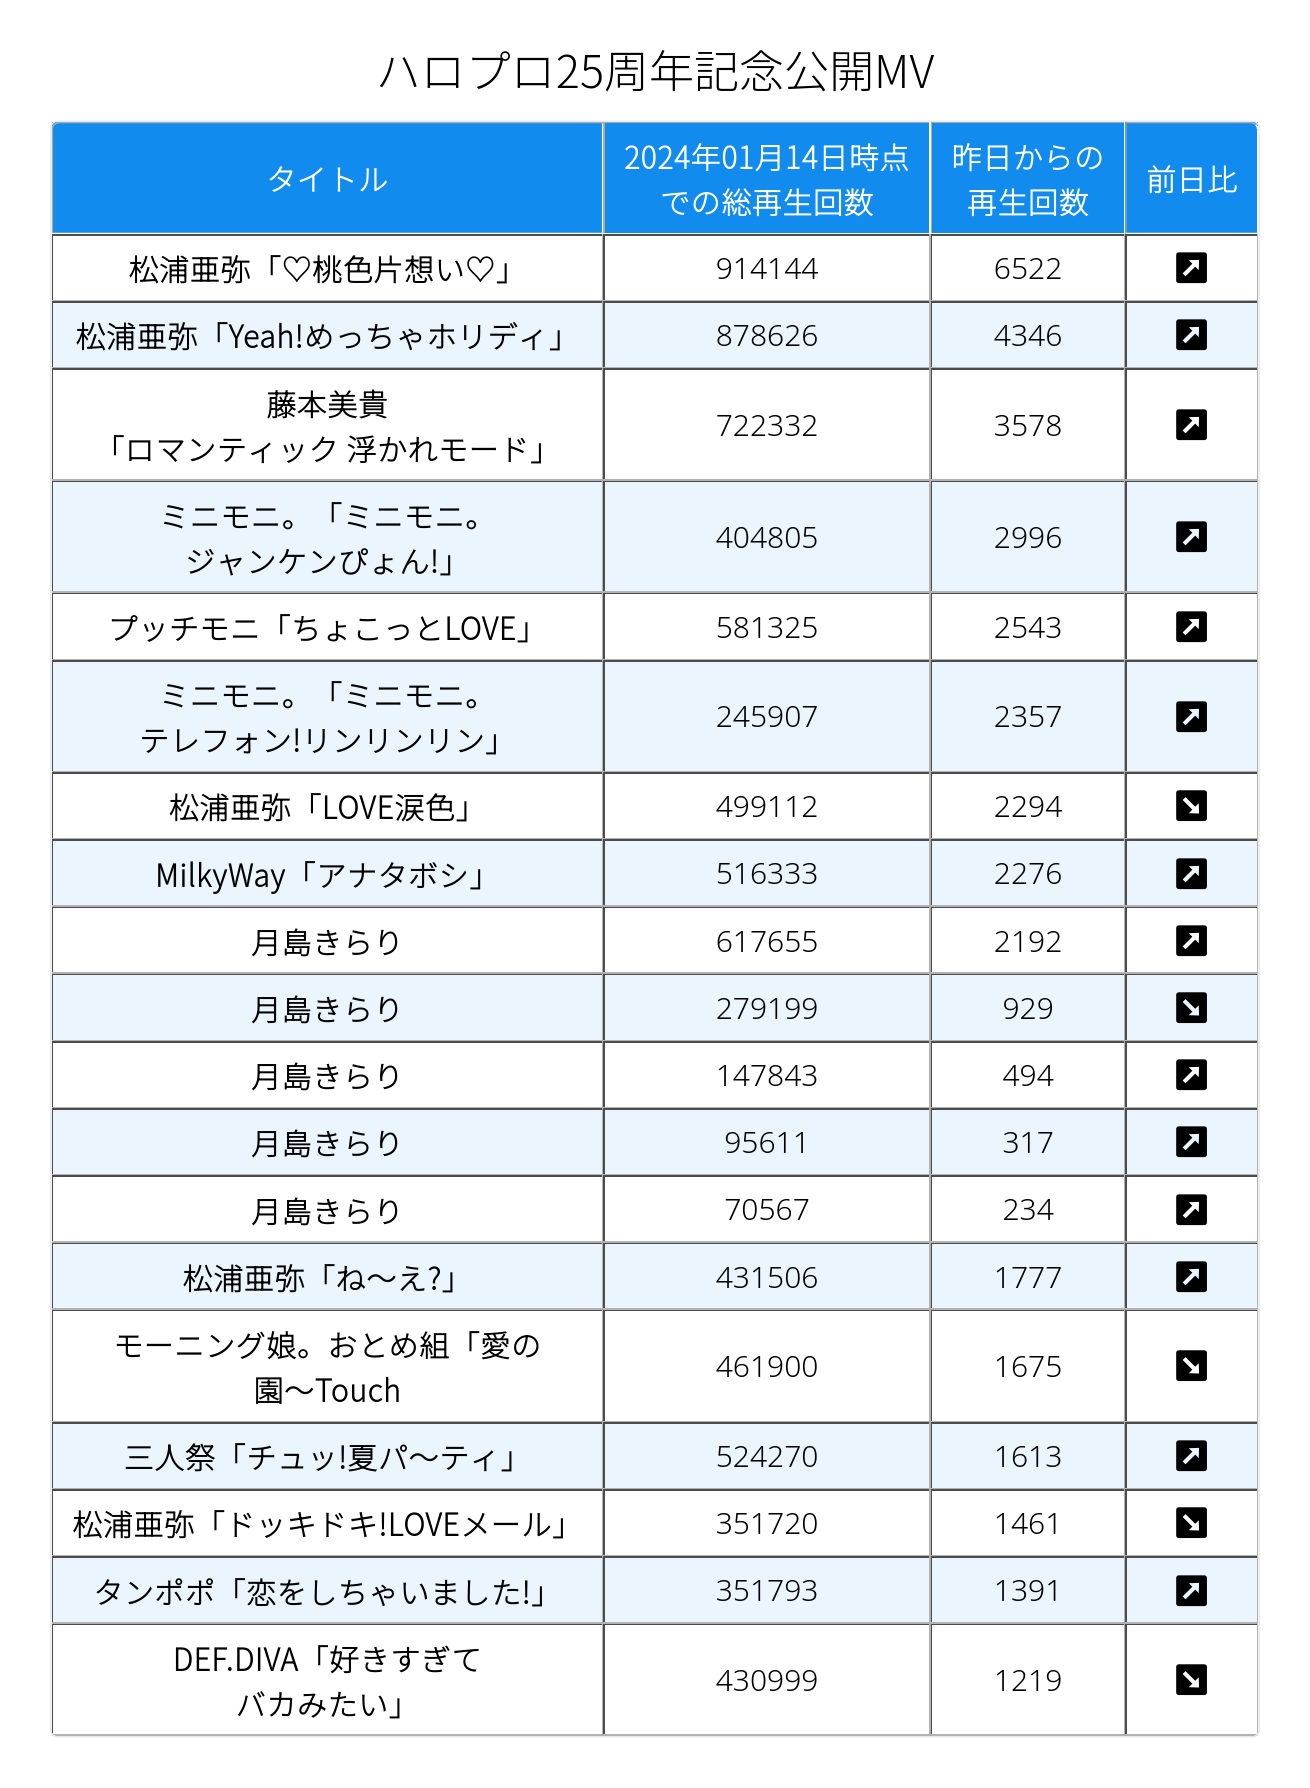 ハロプロ25周年記念公開MV
タイトル
2024年01月14日時点
での総再生回数
昨日からの
再生回数
前日比
松浦亜弥「♡桃色片想い♡」 914144 6522 ↗
松浦亜弥「Yeah!めっちゃホリディ」 878626 4346 ↗
藤本美貴
「ロマンティック 浮かれモード」 722332 3578 ↗
ミニモニ。「ミニモニ。
ジャンケンぴょん!」 404805 2996 ↗
プッチモニ「ちょこっとLOVE」 581325 2543 ↗
ミニモニ。「ミニモニ。
テレフォン!リンリンリン」 245907 2357 ↗
松浦亜弥「LOVE涙色」 499112 2294 ↘
MilkyWay「アナタボシ」 516333 2276 ↗
月島きらり 617655 2192 ↗
月島きらり 279199 929 ↘
月島きらり 147843 494 ↗
月島きらり 95611 317 ↗
月島きらり 70567 234 ↗
松浦亜弥「ね〜え?」 431506 1777 ↗
モーニング娘。おとめ組「愛の
園〜Touch 461900 1675 ↘
三人祭「チュッ!夏パ〜ティ」 524270 1613 ↗
松浦亜弥「ドッキドキ!LOVEメール」 351720 1461 ↘
タンポポ「恋をしちゃいました!」 351793 1391 ↗
DEF.DIVA「好きすぎて
バカみたい」 430999 1219 ↘